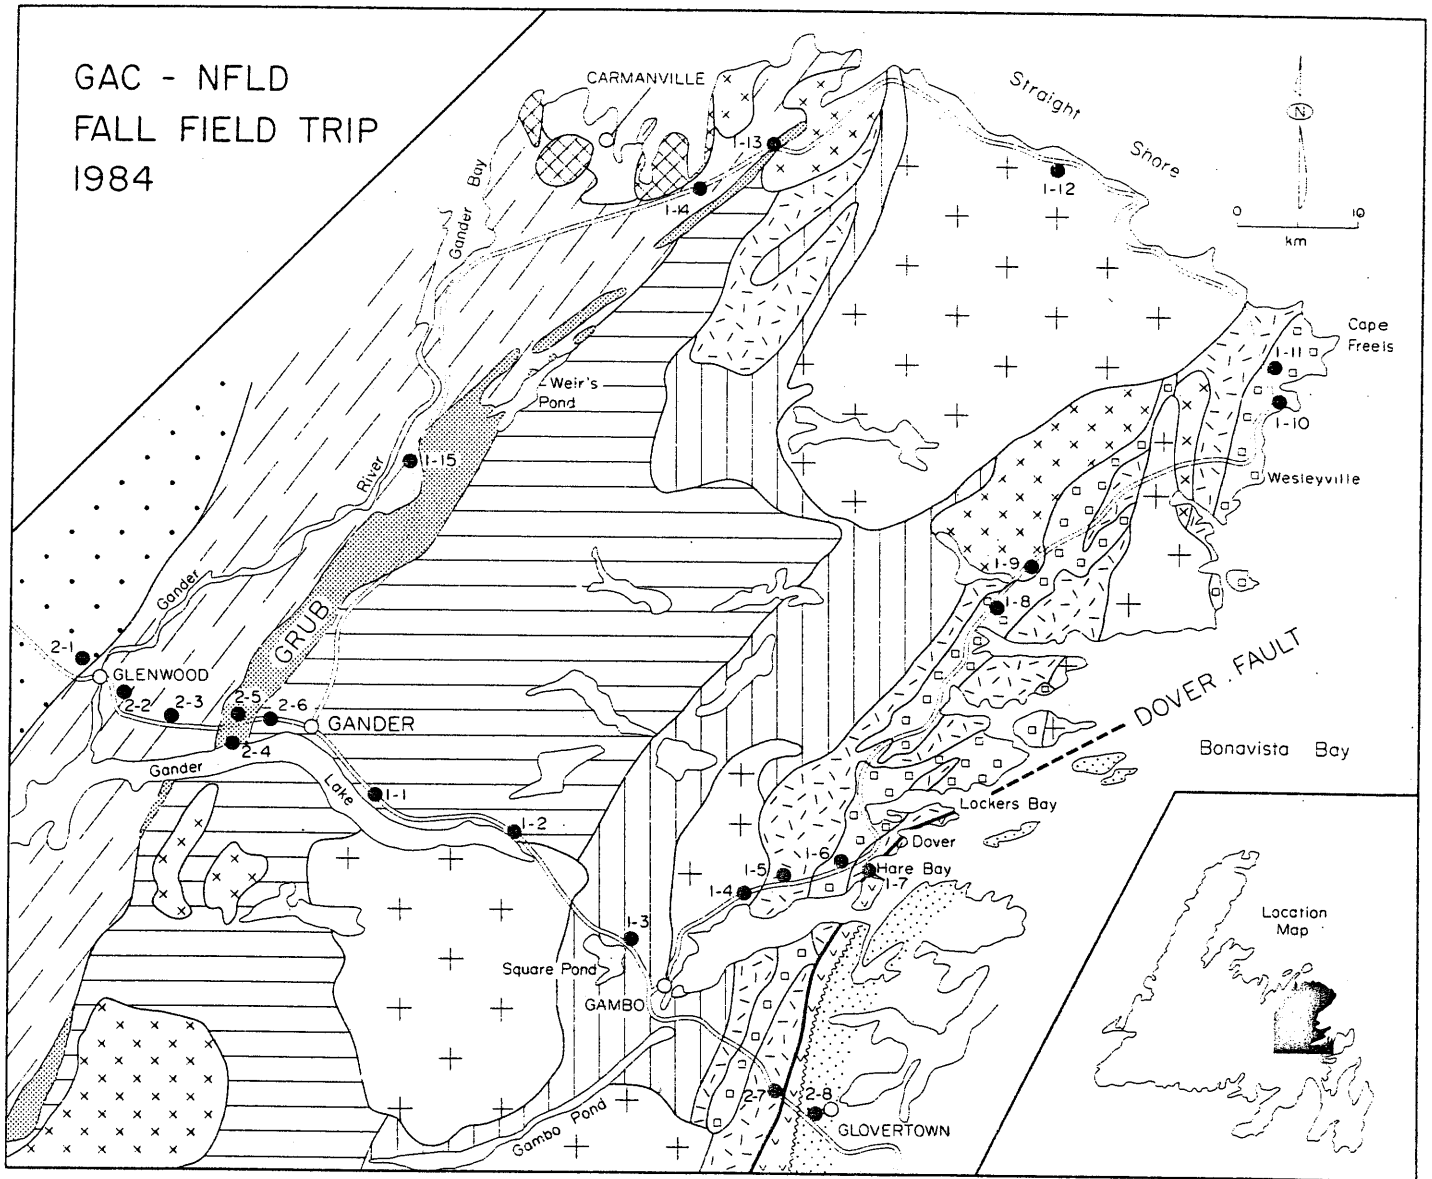 GAC - NFLD
FALL FIELD TRIP
1984
CARMANVILLE
Straight
Shore
N
0 10
km
1-13
1-12
1-14
Gander Bay
Cape
Freels
1-11
1-10
Weir's
Pond
Wesleyville
1-15
River
Gander
1-9
1-8
GRUB
2-1
GLENWOOD
2-2
2-3
2-5
2-6
GANDER
2-4
DOVER FAULT
Bonavista Bay
Gander
Lake
1-1
1-2
Lockers Bay
Dover
1-6
Hare Bay
1-7
1-5
1-4
1-3
Square Pond
GAMBO
Location
Map
2-7
2-8
GLOVERTOWN
Gambo Pond